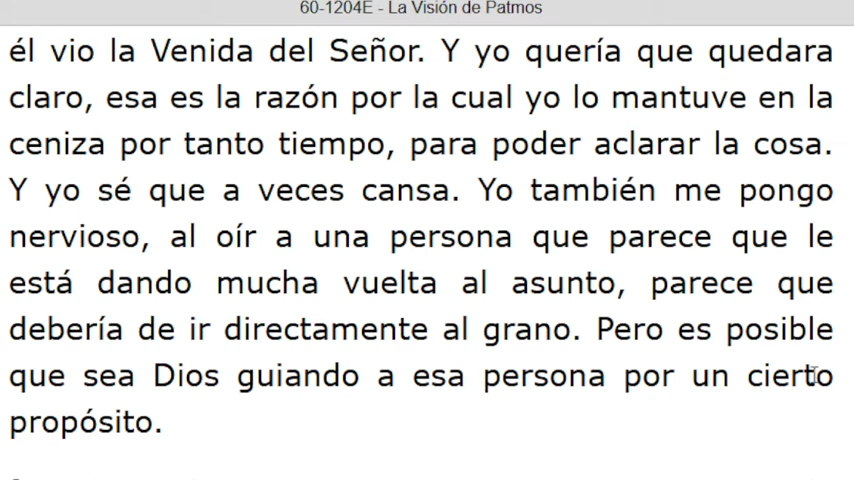 60-1204E - La Visión de Patmos
él vio la Venida del Señor. Y yo quería que quedara
claro, esa es la razón por la cual yo lo mantuve en la
ceniza por tanto tiempo, para poder aclarar la cosa.
Y yo sé que a veces cansa. Yo también me pongo
nervioso, al oír a una persona que parece que le
está dando mucha vuelta al asunto, parece que
debería de ir directamente al grano. Pero es posible
que sea Dios guiando a esa persona por un cierto
propósito.